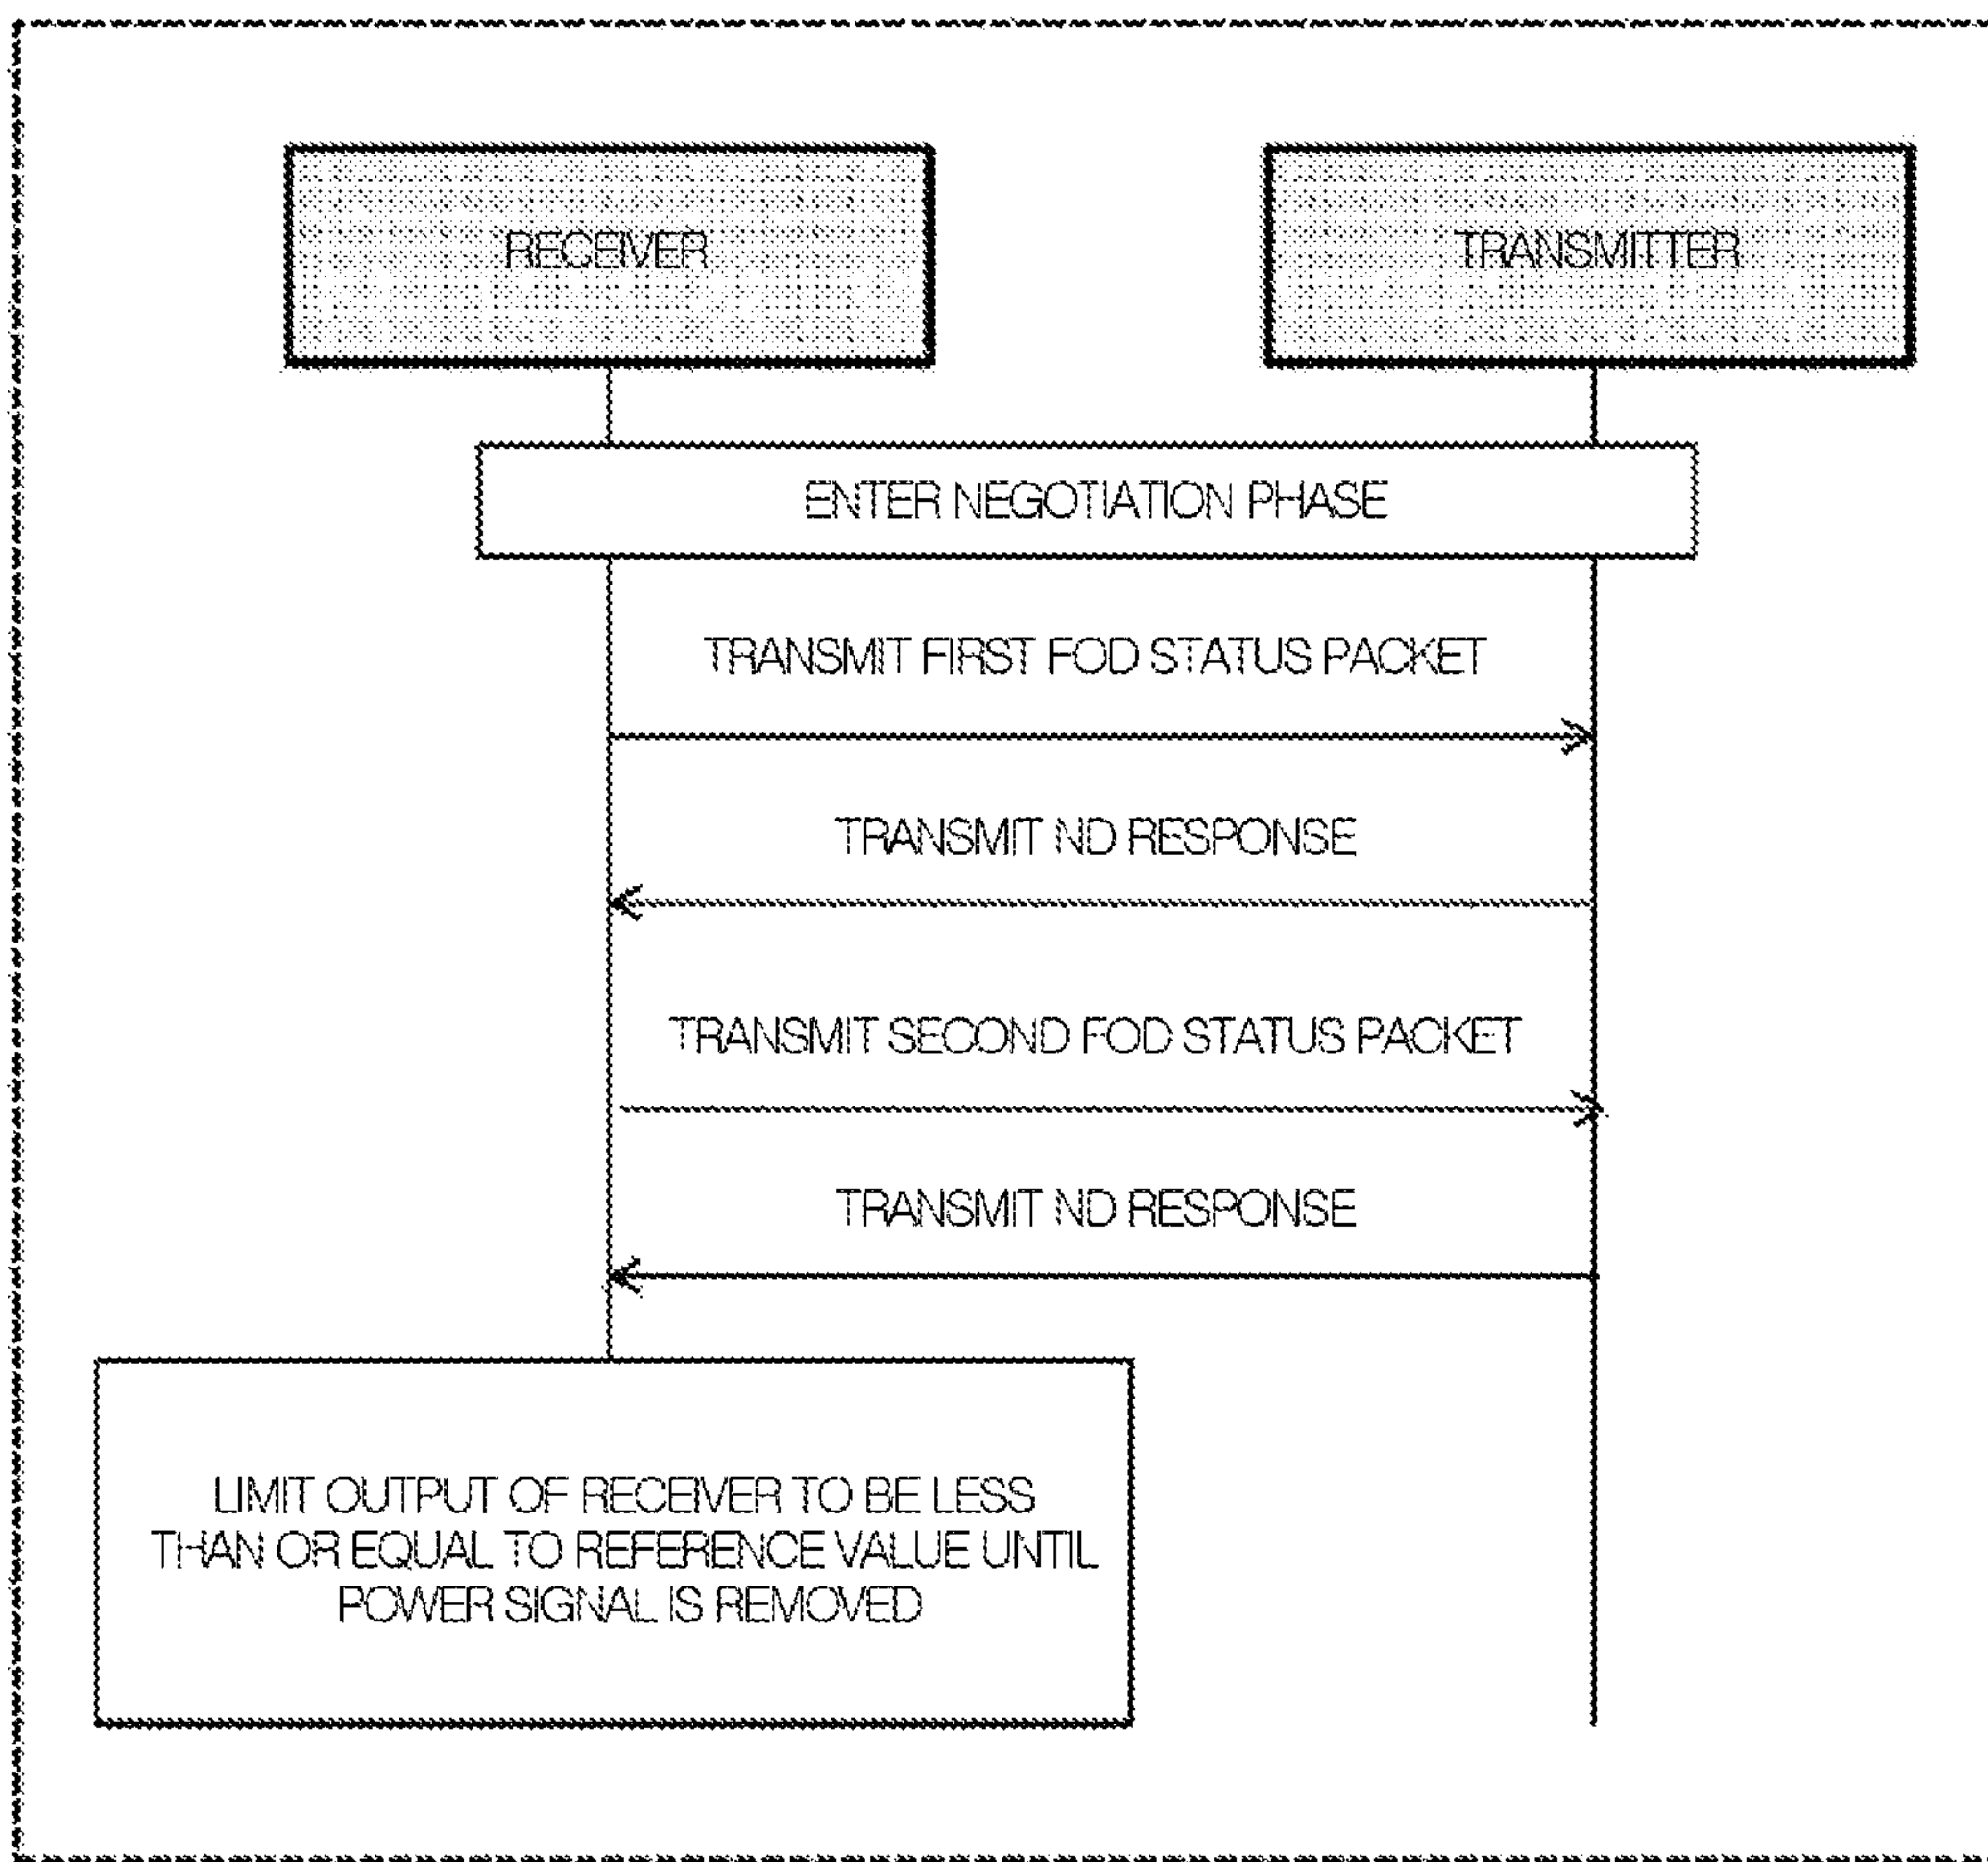 RECEIVER
TRANSMITTER
ENTER NEGOTIATION PHASE
TRANSMIT FIRST FOD STATUS PACKET
TRANSMIT ND RESPONSE
TRANSMIT SECOND FOD STATUS PACKET
TRANSMIT ND RESPONSE
LIMIT OUTPUT OF RECEIVER TO BE LESS
THAN OR EQUAL TO REFERENCE VALUE UNTIL
POWER SIGNAL IS REMOVED